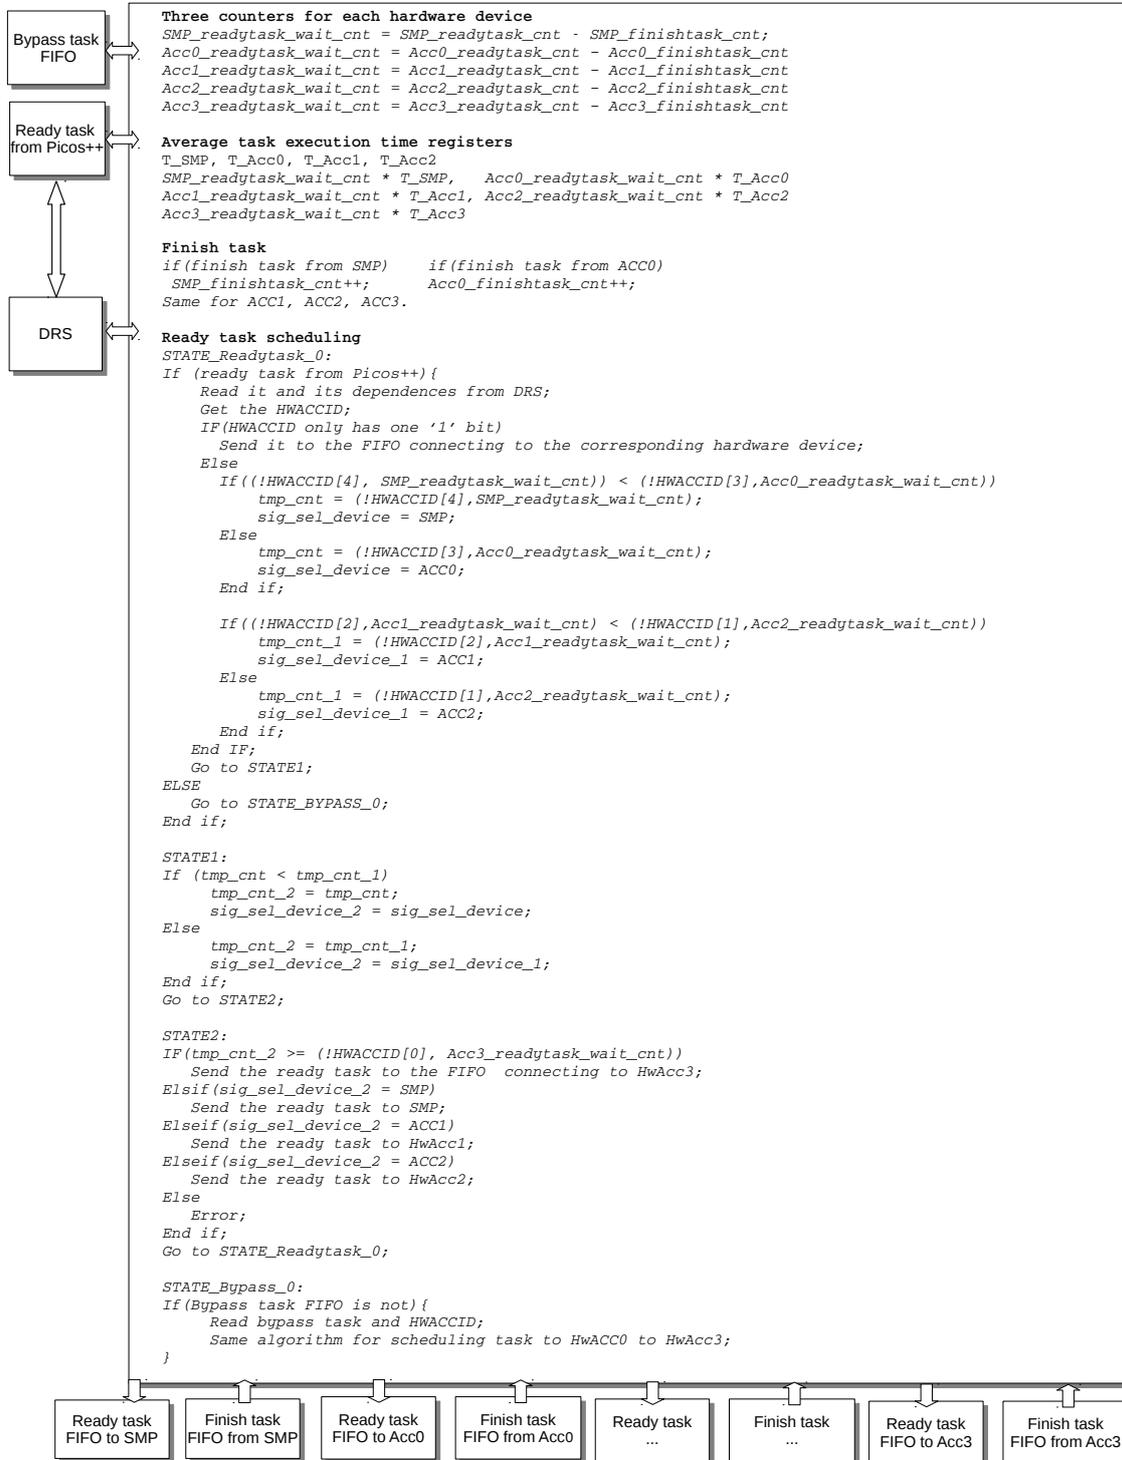 Bypass task
FIFO
Ready task
from Picos++
DRS
Three counters for each hardware device
SMP_readytask_wait_cnt = SMP_readytask_cnt - SMP_finishtask_cnt;
Acc0_readytask_wait_cnt = Acc0_readytask_cnt – Acc0_finishtask_cnt
Acc1_readytask_wait_cnt = Acc1_readytask_cnt – Acc1_finishtask_cnt
Acc2_readytask_wait_cnt = Acc2_readytask_cnt – Acc2_finishtask_cnt
Acc3_readytask_wait_cnt = Acc3_readytask_cnt – Acc3_finishtask_cnt
Average task execution time registers
T_SMP, T_Acc0, T_Acc1, T_Acc2
SMP_readytask_wait_cnt * T_SMP, Acc0_readytask_wait_cnt * T_Acc0
Acc1_readytask_wait_cnt * T_Acc1, Acc2_readytask_wait_cnt * T_Acc2
Acc3_readytask_wait_cnt * T_Acc3
Finish task
if(finish task from SMP) if(finish task from ACC0)
SMP_finishtask_cnt++; Acc0_finishtask_cnt++;
Same for ACC1, ACC2, ACC3.
Ready task scheduling
STATE_Readytask_0:
If (ready task from Picos++){
Read it and its dependences from DRS;
Get the HWACCID;
IF(HWACCID only has one ‘1’ bit)
Send it to the FIFO connecting to the corresponding hardware device;
Else
If((!HWACCID[4], SMP_readytask_wait_cnt)) < (!HWACCID[3],Acc0_readytask_wait_cnt))
tmp_cnt = (!HWACCID[4],SMP_readytask_wait_cnt);
sig_sel_device = SMP;
Else
tmp_cnt = (!HWACCID[3],Acc0_readytask_wait_cnt);
sig_sel_device = ACC0;
End if;
If((!HWACCID[2],Acc1_readytask_wait_cnt) < (!HWACCID[1],Acc2_readytask_wait_cnt))
tmp_cnt_1 = (!HWACCID[2],Acc1_readytask_wait_cnt);
sig_sel_device_1 = ACC1;
Else
tmp_cnt_1 = (!HWACCID[1],Acc2_readytask_wait_cnt);
sig_sel_device_1 = ACC2;
End if;
End IF;
Go to STATE1;
ELSE
Go to STATE_BYPASS_0;
End if;
STATE1:
If (tmp_cnt < tmp_cnt_1)
tmp_cnt_2 = tmp_cnt;
sig_sel_device_2 = sig_sel_device;
Else
tmp_cnt_2 = tmp_cnt_1;
sig_sel_device_2 = sig_sel_device_1;
End if;
Go to STATE2;
STATE2:
IF(tmp_cnt_2 >= (!HWACCID[0], Acc3_readytask_wait_cnt))
Send the ready task to the FIFO connecting to HwAcc3;
Elsif(sig_sel_device_2 = SMP)
Send the ready task to SMP;
Elseif(sig_sel_device_2 = ACC1)
Send the ready task to HwAcc1;
Elseif(sig_sel_device_2 = ACC2)
Send the ready task to HwAcc2;
Else
Error;
End if;
Go to STATE_Readytask_0;
STATE_Bypass_0:
If(Bypass task FIFO is not){
Read bypass task and HWACCID;
Same algorithm for scheduling task to HwACC0 to HwAcc3;
}
Ready task
FIFO to SMP
Finish task
FIFO from SMP
Ready task
FIFO to Acc0
Finish task
FIFO from Acc0
Ready task
...
Finish task
...
Ready task
FIFO to Acc3
Finish task
FIFO from Acc3